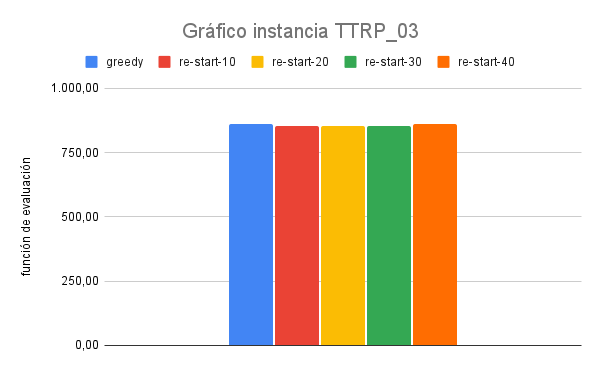 Gráfico instancia TTRP_03
greedy re-start-10 re-start-20 re-start-30 re-start-40
1.000,00
750,00
500,00
250,00
0,00
función de evaluación